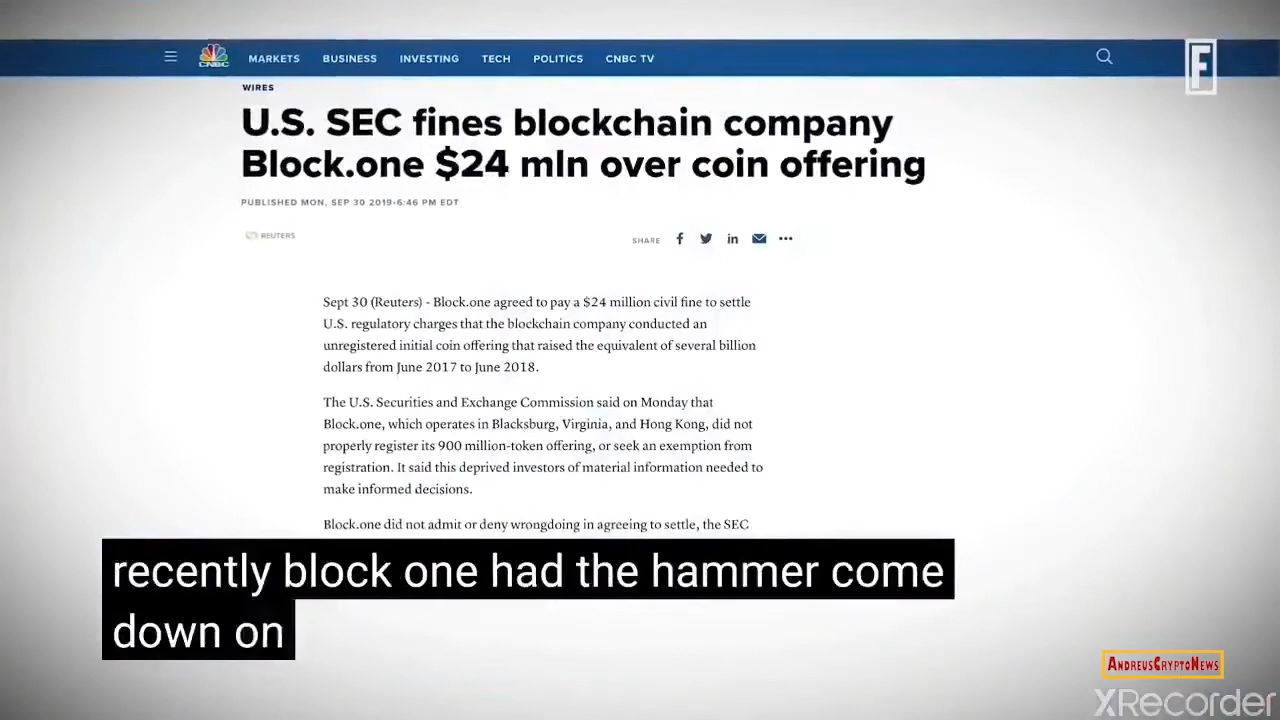 CNBC
MARKETS BUSINESS INVESTING TECH POLITICS CNBC TV
F
WIRES
U.S. SEC fines blockchain company
Block.one $24 mln over coin offering
PUBLISHED MON, SEP 30 2019•6:46 PM EDT
REUTERS
SHARE f in •••
Sept 30 (Reuters) - Block.one agreed to pay a $24 million civil fine to settle
U.S. regulatory charges that the blockchain company conducted an
unregistered initial coin offering that raised the equivalent of several billion
dollars from June 2017 to June 2018.
The U.S. Securities and Exchange Commission said on Monday that
Block.one, which operates in Blacksburg, Virginia, and Hong Kong, did not
properly register its 900 million-token offering, or seek an exemption from
registration. It said this deprived investors of material information needed to
make informed decisions.
Block.one did not admit or deny wrongdoing in agreeing to settle, the SEC
recently block one had the hammer come
down on
ANDREUSCRYPTONEWS
XRecorder